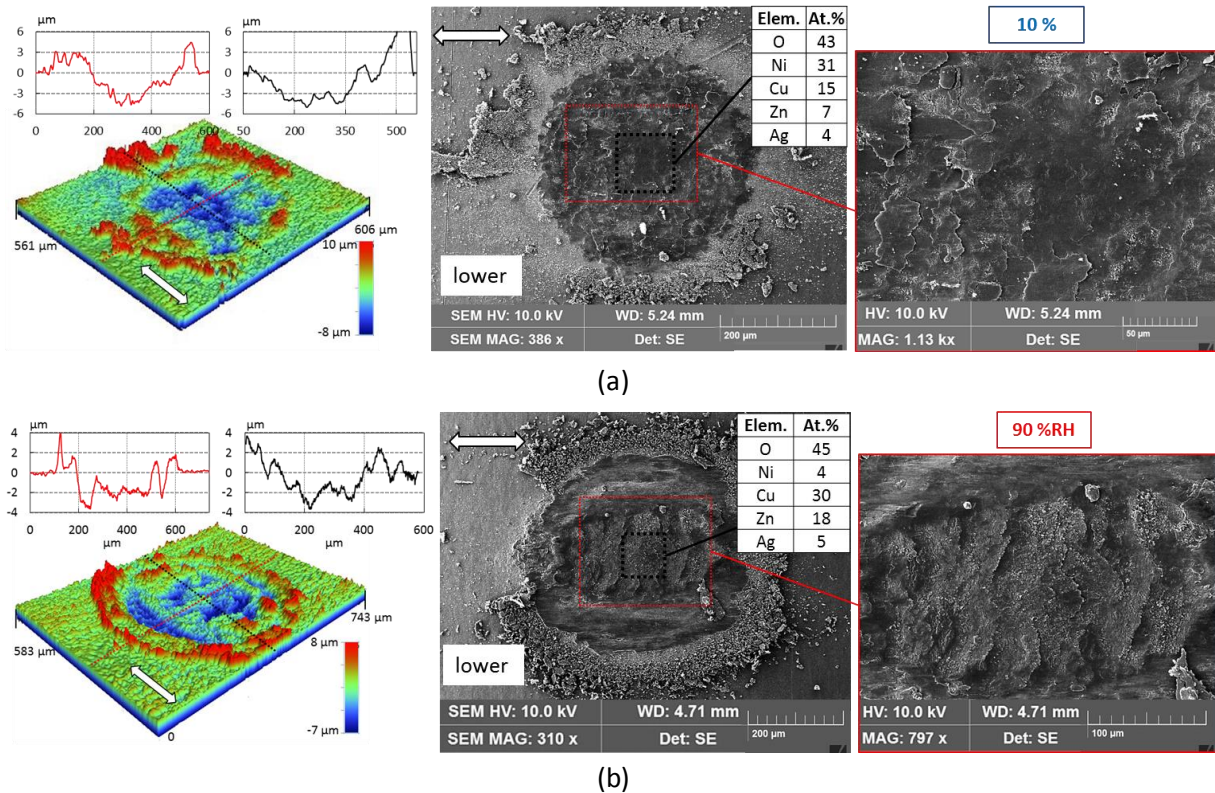 µm
6
3
0
-3
-6
0 200 400 600
6
3
0
-3
-6
50 200 350 500
561 µm
606 µm
10 µm
-8 µm
lower
Elem. At.%
O 43
Ni 31
Cu 15
Zn 7
Ag 4
SEM HV: 10.0 kV WD: 5.24 mm
200 µm
SEM MAG: 386 x Det: SE
10 %
HV: 10.0 kV WD: 5.24 mm
50 µm
MAG: 1.13 kx Det: SE
(a)
µm
4
2
0
-2
-4
0 200 400 600
µm
4
2
0
-2
-4
0 200 400 600
µm
583 µm
743 µm
8 µm
-7 µm
0
lower
Elem. At.%
O 45
Ni 4
Cu 30
Zn 18
Ag 5
SEM HV: 10.0 kV WD: 4.71 mm
200 µm
SEM MAG: 310 x Det: SE
90 %RH
HV: 10.0 kV WD: 4.71 mm
100 µm
MAG: 797 x Det: SE
(b)